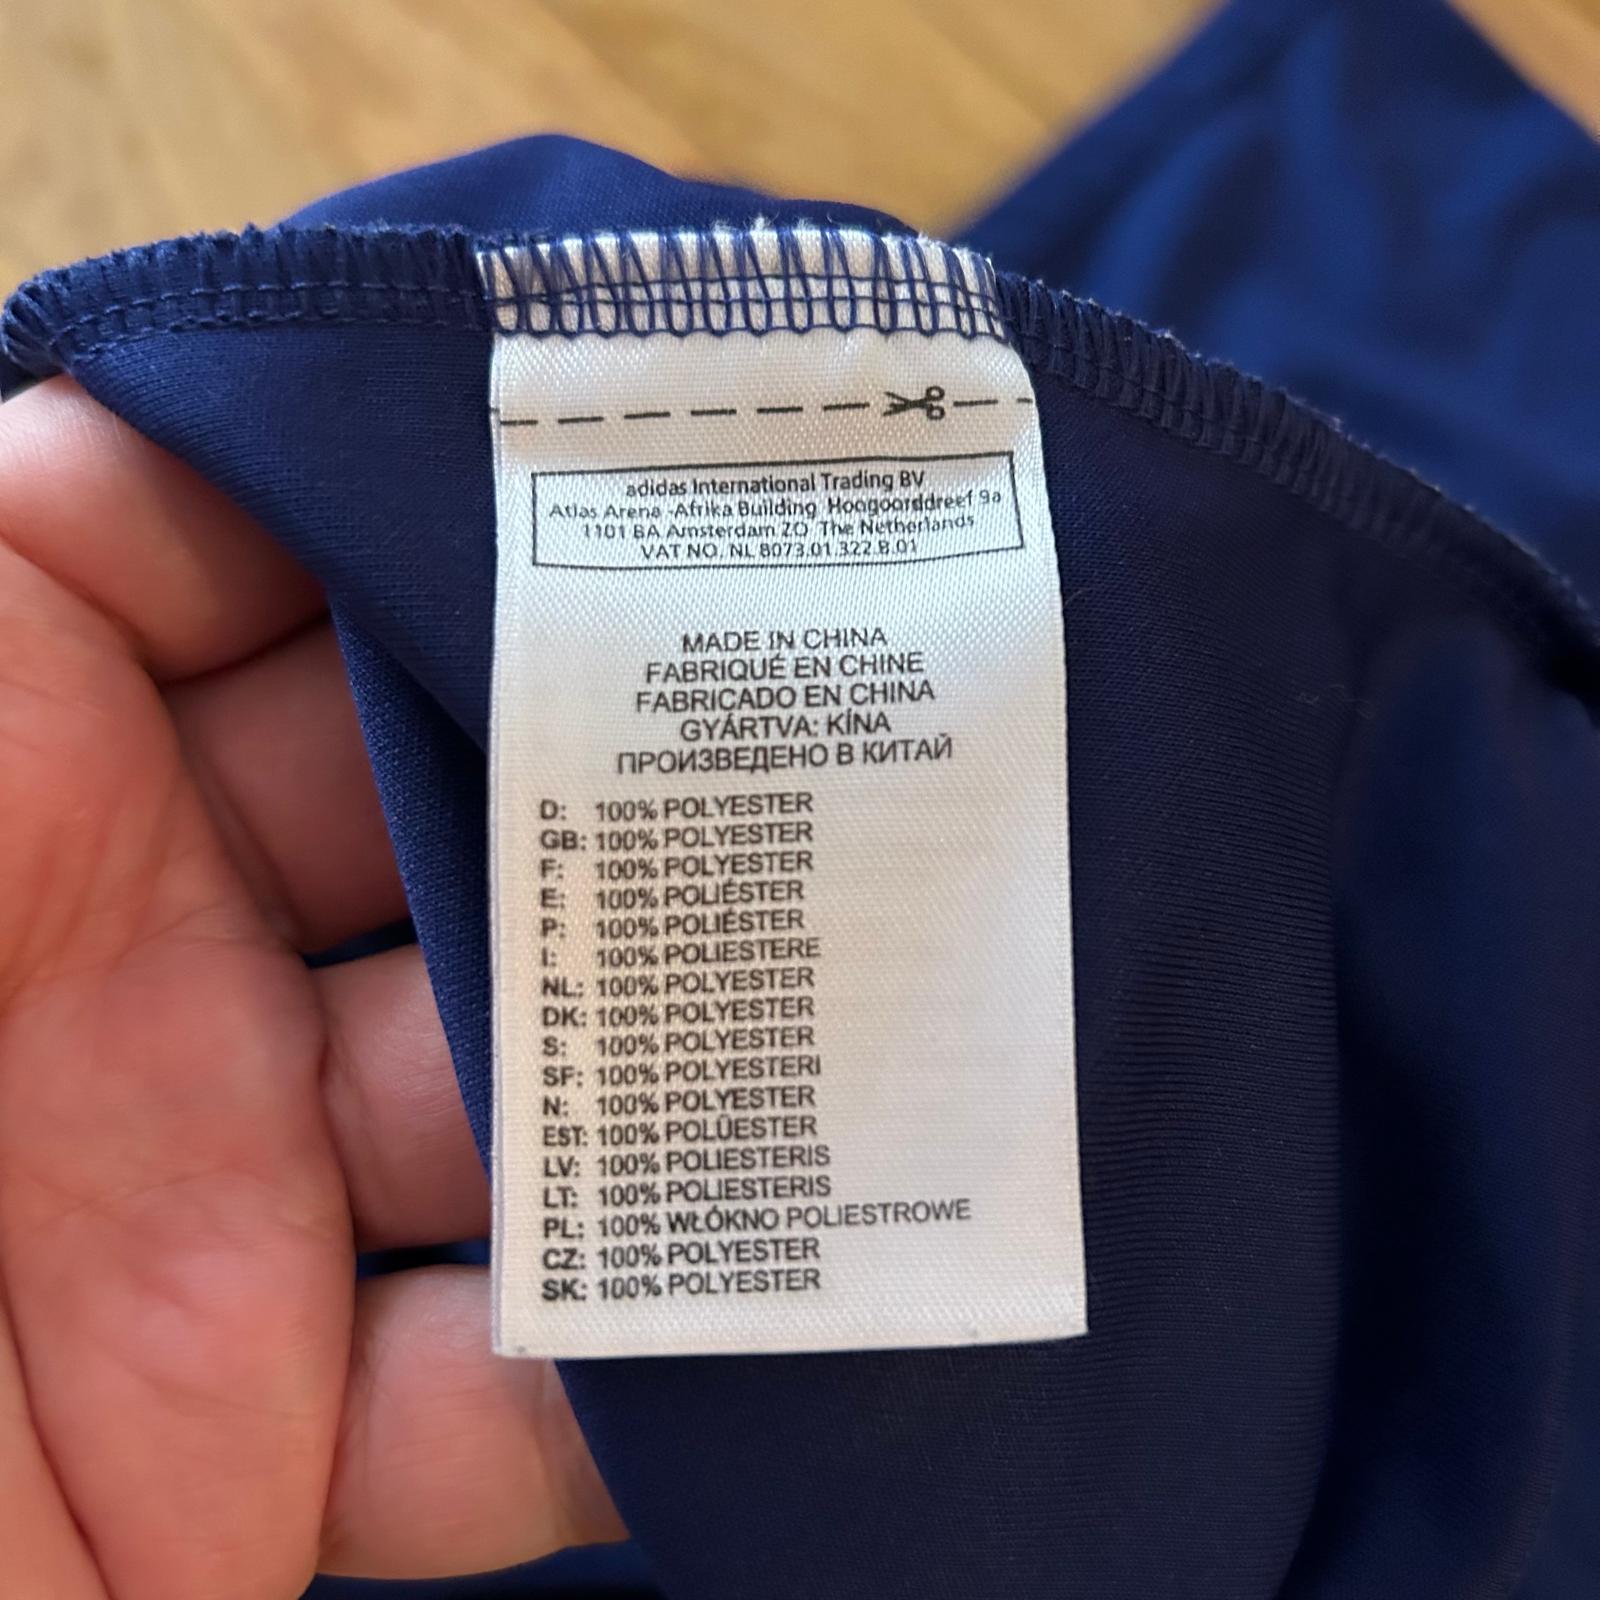 adidas International Trading BV
Atlas Arena -Afrika Building Hoogoorddreef 9a
1101 BA Amsterdam ZO The Netherlands
VAT NO. NL 8073.01.322.B.01
MADE IN CHINA
FABRIQUÉ EN CHINE
FABRICADO EN CHINA
GYÁRTVA: KÍNA
ПРОИЗВЕДЕНО В КИТАЙ
D: 100% POLYESTER
GB: 100% POLYESTER
F: 100% POLYESTER
E: 100% POLIÉSTER
P: 100% POLIÉSTER
I: 100% POLIESTERE
NL: 100% POLYESTER
DK: 100% POLYESTER
S: 100% POLYESTER
SF: 100% POLYESTERI
N: 100% POLYESTER
EST: 100% POLÜESTER
LV: 100% POLIESTERIS
LT: 100% POLIESTERIS
PL: 100% WŁÓKNO POLIESTROWE
CZ: 100% POLYESTER
SK: 100% POLYESTER